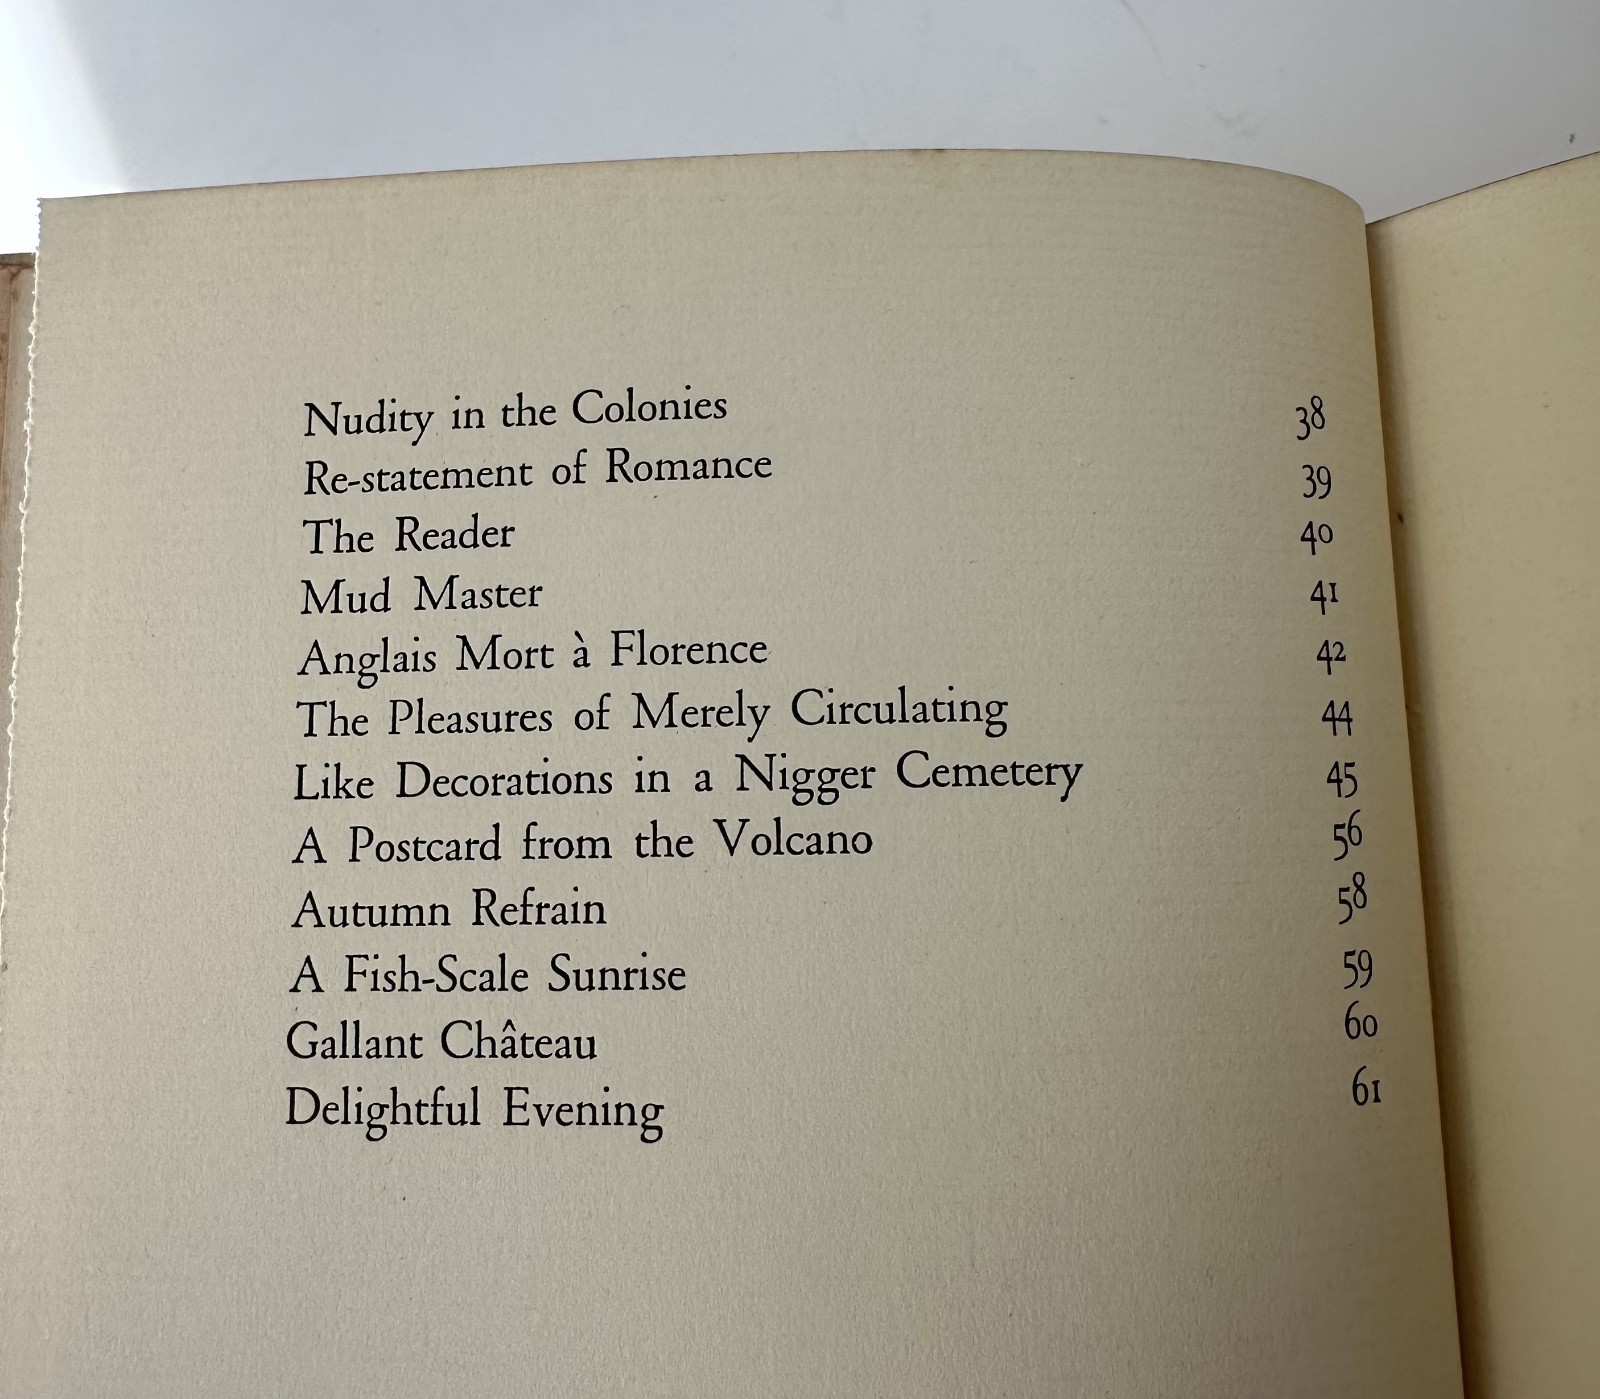 Nudity in the Colonies 38
Re-statement of Romance 39
The Reader 40
Mud Master 41
Anglais Mort à Florence 42
The Pleasures of Merely Circulating 44
Like Decorations in a Nigger Cemetery 45
A Postcard from the Volcano 56
Autumn Refrain 58
A Fish-Scale Sunrise 59
Gallant Château 60
Delightful Evening 61